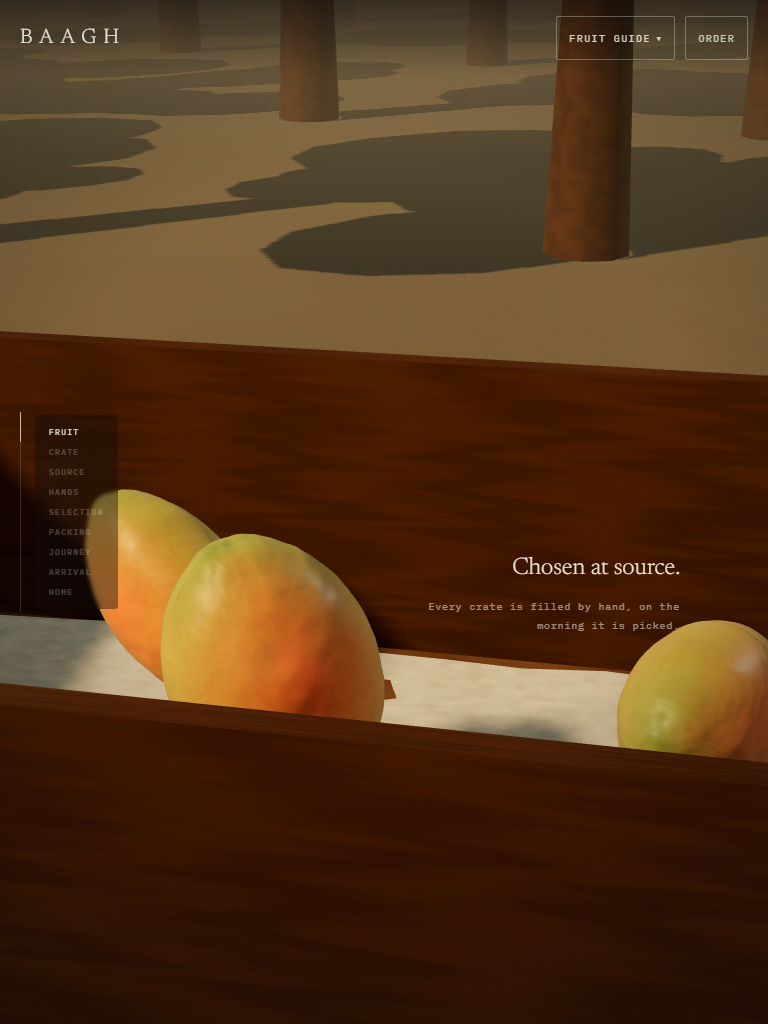 BAAGH
FRUIT GUIDE ▾
ORDER
FRUIT
CRATE
SOURCE
HANDS
SELECTION
PACKING
JOURNEY
ARRIVAL
HOME
Chosen at source.
Every crate is filled by hand, on the
morning it is picked.